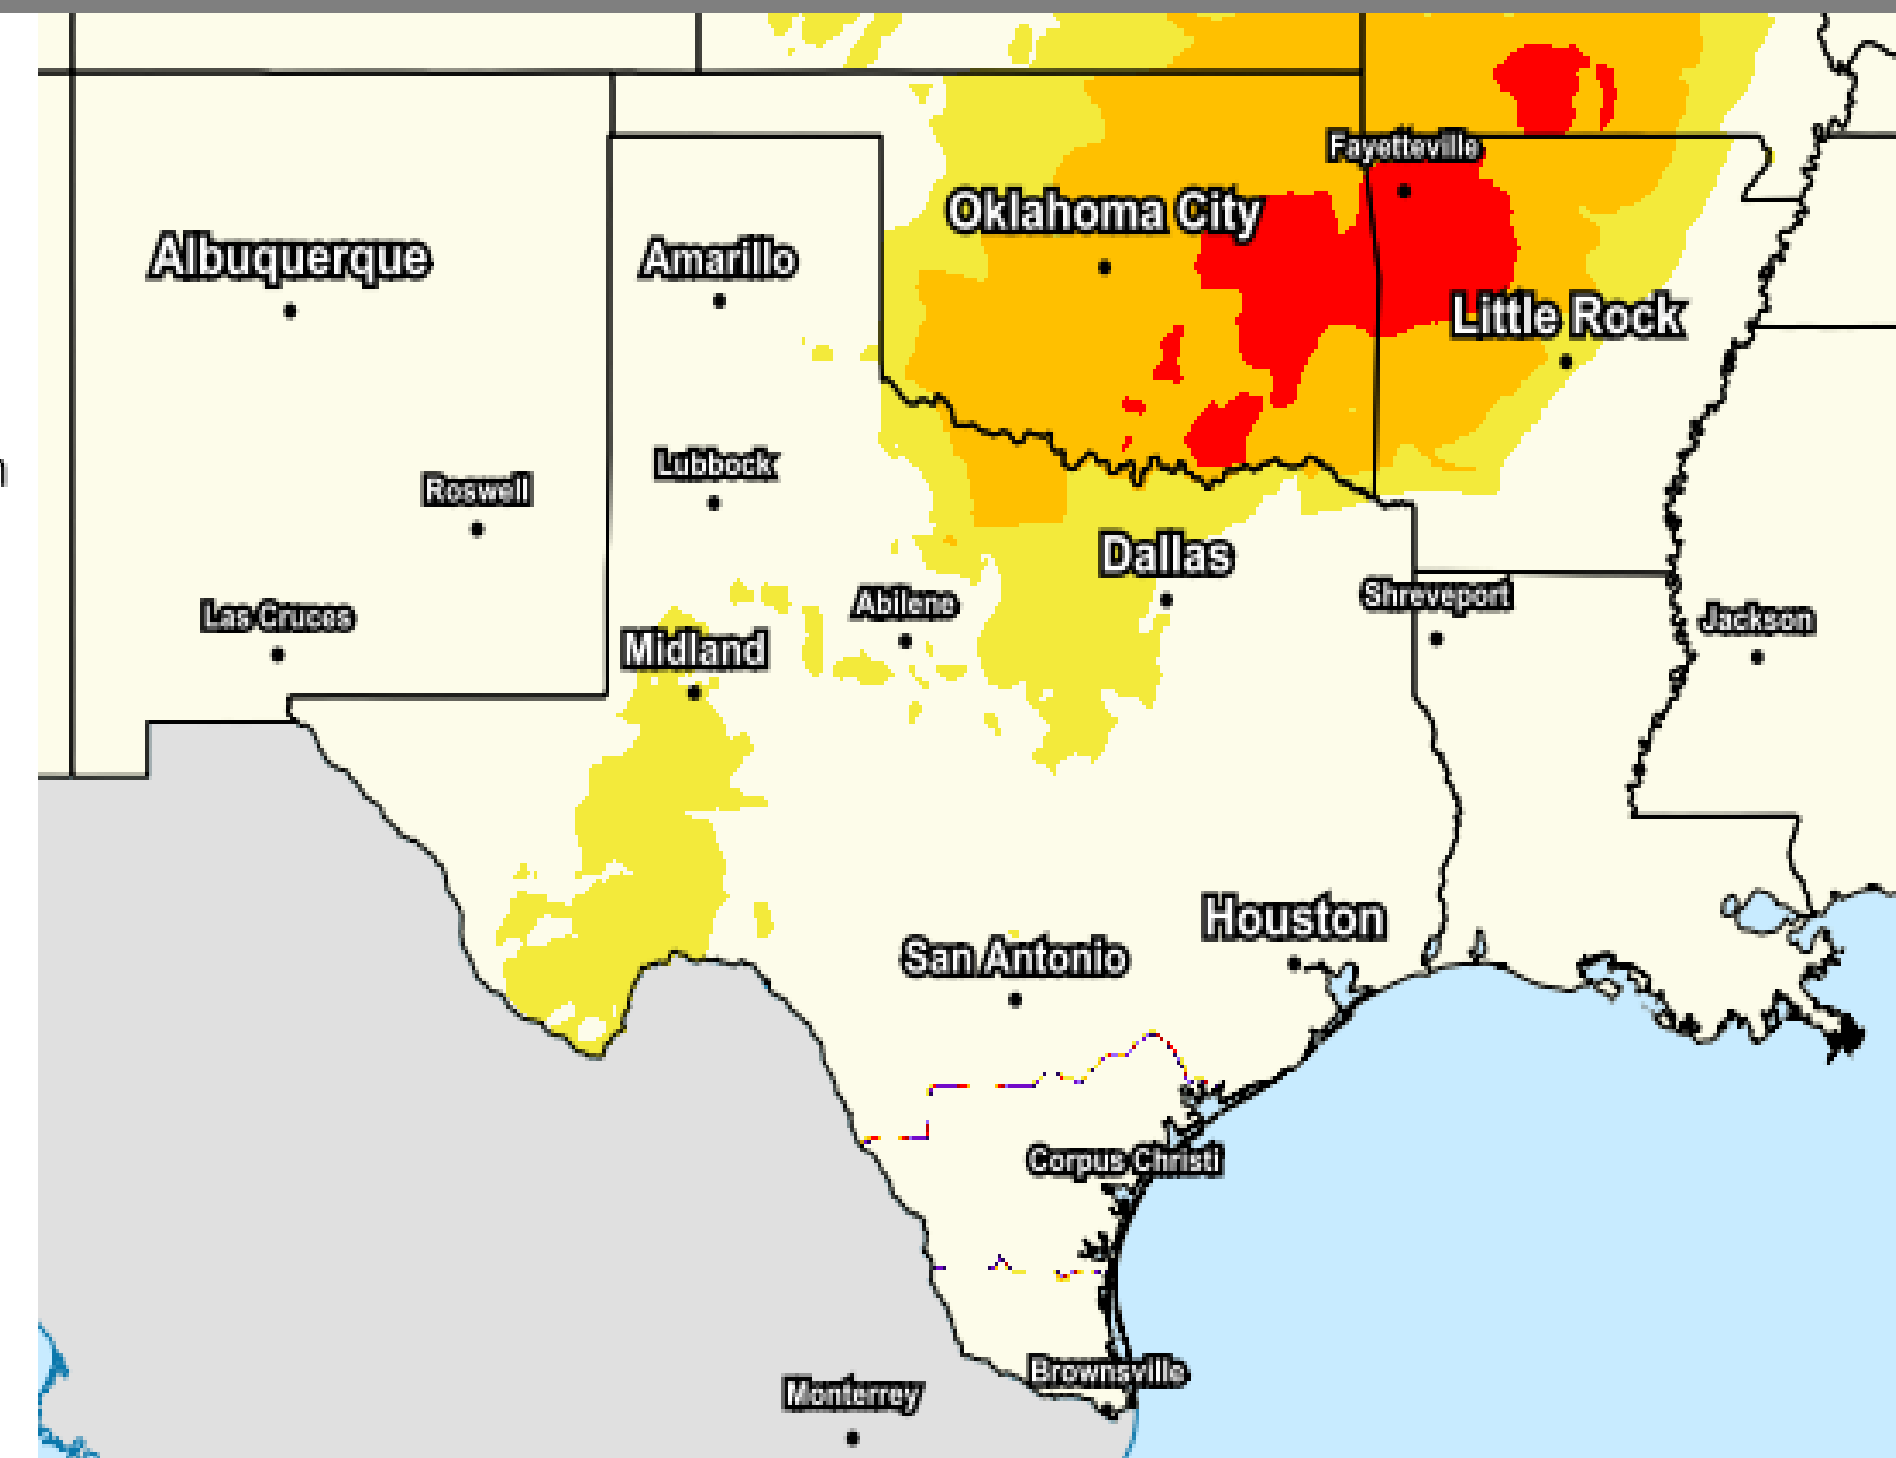 Fayetteville
Oklahoma City
Albuquerque
Amarillo
Little Rock
Lubbock
Roswell
Dallas
Abilene
Shreveport
Las Cruces
Jackson
Midland
Houston
San Antonio
Corpus Christi
Brownsville
Monterrey